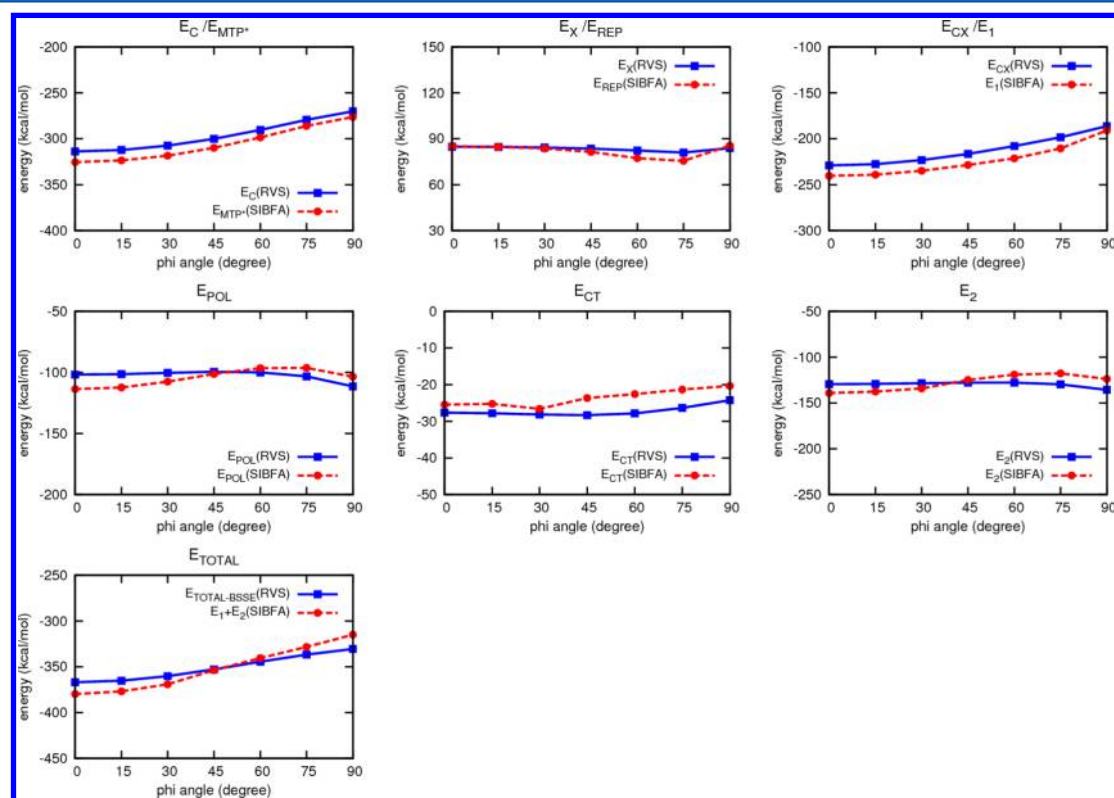 E_C /E_MTP*
energy (kcal/mol)
-200
-250
-300
-350
-400
E_C(RVS)
E_MTP*(SIBFA)
0 15 30 45 60 75 90
phi angle (degree)
E_X /E_REP
energy (kcal/mol)
150
120
90
60
30
E_X(RVS)
E_REP(SIBFA)
0 15 30 45 60 75 90
phi angle (degree)
E_CX /E_1
energy (kcal/mol)
-100
-150
-200
-250
-300
E_CX(RVS)
E_1(SIBFA)
0 15 30 45 60 75 90
phi angle (degree)
E_POL
energy (kcal/mol)
-50
-100
-150
-200
E_POL(RVS)
E_POL(SIBFA)
0 15 30 45 60 75 90
phi angle (degree)
E_CT
energy (kcal/mol)
0
-10
-20
-30
-40
-50
E_CT(RVS)
E_CT(SIBFA)
0 15 30 45 60 75 90
phi angle (degree)
E_2
energy (kcal/mol)
-50
-100
-150
-200
-250
E_2(RVS)
E_2(SIBFA)
0 15 30 45 60 75 90
phi angle (degree)
E_TOTAL
energy (kcal/mol)
-250
-300
-350
-400
-450
E_TOTAL-BSSE(RVS)
E_1+E_2(SIBFA)
0 15 30 45 60 75 90
phi angle (degree)